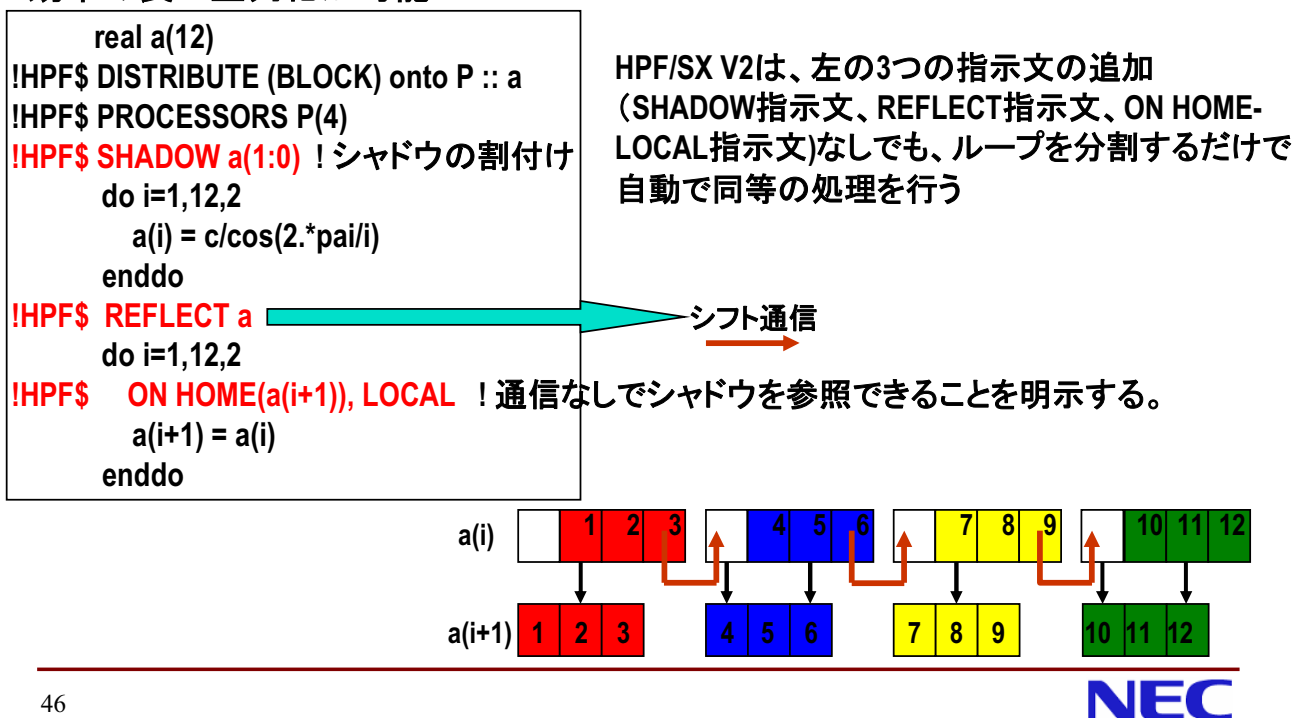 real a(12)
!HPF$ DISTRIBUTE (BLOCK) onto P :: a
!HPF$ PROCESSORS P(4)
!HPF$ SHADOW a(1:0) ! シャドウの割付け
do i=1,12,2
a(i) = c/cos(2.*pai/i)
enddo
!HPF$ REFLECT a
do i=1,12,2
!HPF$ ON HOME(a(i+1)), LOCAL ! 通信なしでシャドウを参照できることを明示する。
a(i+1) = a(i)
enddo
HPF/SX V2は、左の3つの指示文の追加
（SHADOW指示文、REFLECT指示文、ON HOME-
LOCAL指示文)なしでも、ループを分割するだけで
自動で同等の処理を行う
シフト通信
a(i) 1 2 3 4 5 6 7 8 9 10 11 12
a(i+1) 1 2 3 4 5 6 7 8 9 10 11 12
46
NEC